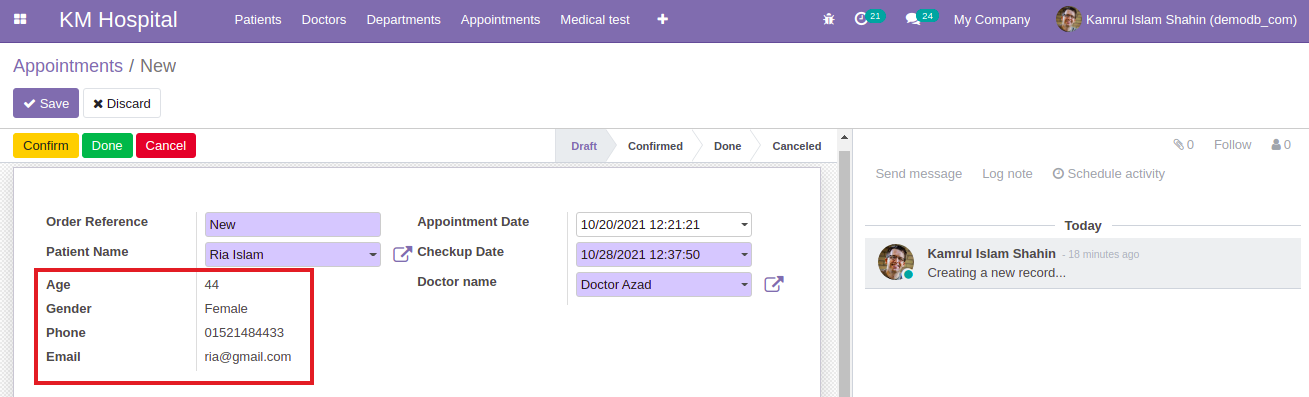 KM Hospital Patients Doctors Departments Appointments Medical test 21 24 My Company Kamrul Islam Shahin (demodb_com)
Appointments / New
Save Discard
Confirm Done Cancel Draft Confirmed Done Canceled
Order Reference New
Patient Name Ria Islam
Age 44
Gender Female
Phone 01521484433
Email ria@gmail.com
Appointment Date 10/20/2021 12:21:21
Checkup Date 10/28/2021 12:37:50
Doctor name Doctor Azad
0 Follow 0
Send message Log note Schedule activity
Today
Kamrul Islam Shahin - 18 minutes ago
Creating a new record...